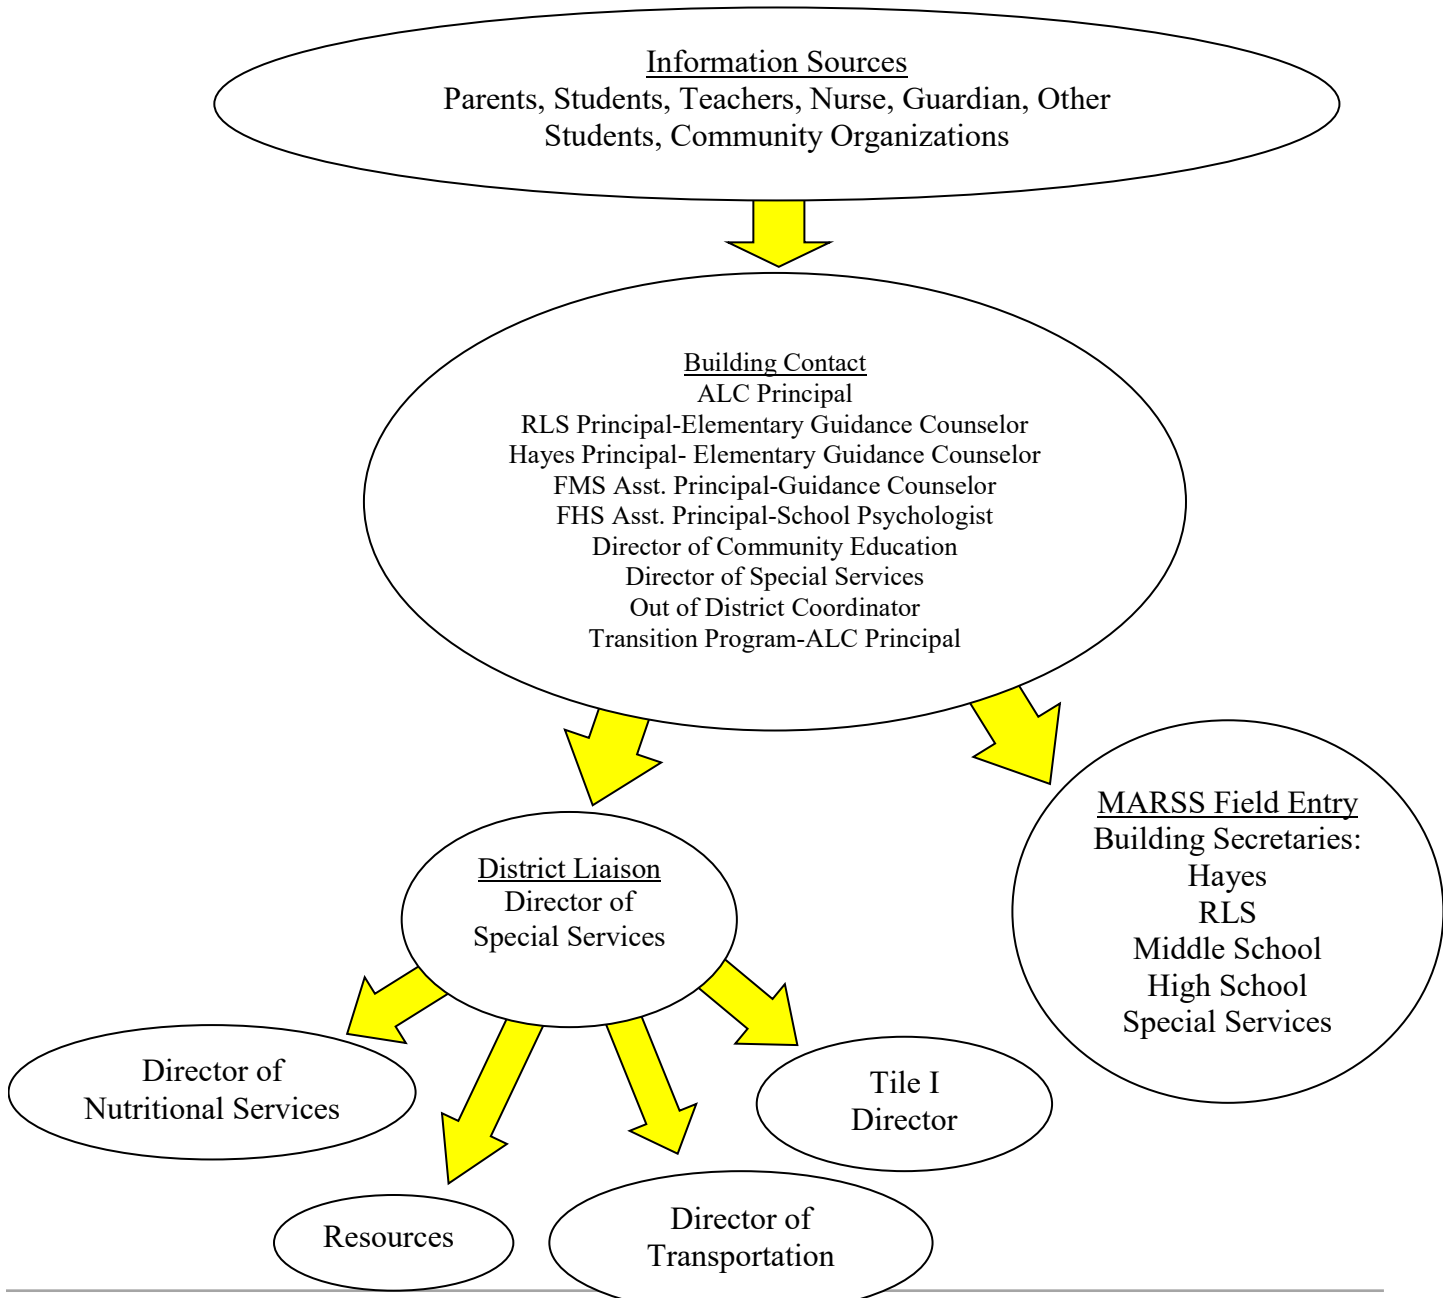 Information Sources
Parents, Students, Teachers, Nurse, Guardian, Other
Students, Community Organizations
Building Contact
ALC Principal
RLS Principal-Elementary Guidance Counselor
Hayes Principal- Elementary Guidance Counselor
FMS Asst. Principal-Guidance Counselor
FHS Asst. Principal-School Psychologist
Director of Community Education
Director of Special Services
Out of District Coordinator
Transition Program-ALC Principal
MARSS Field Entry
Building Secretaries:
Hayes
RLS
Middle School
High School
Special Services
District Liaison
Director of
Special Services
Director of
Nutritional Services
Tile I
Director
Resources
Director of
Transportation